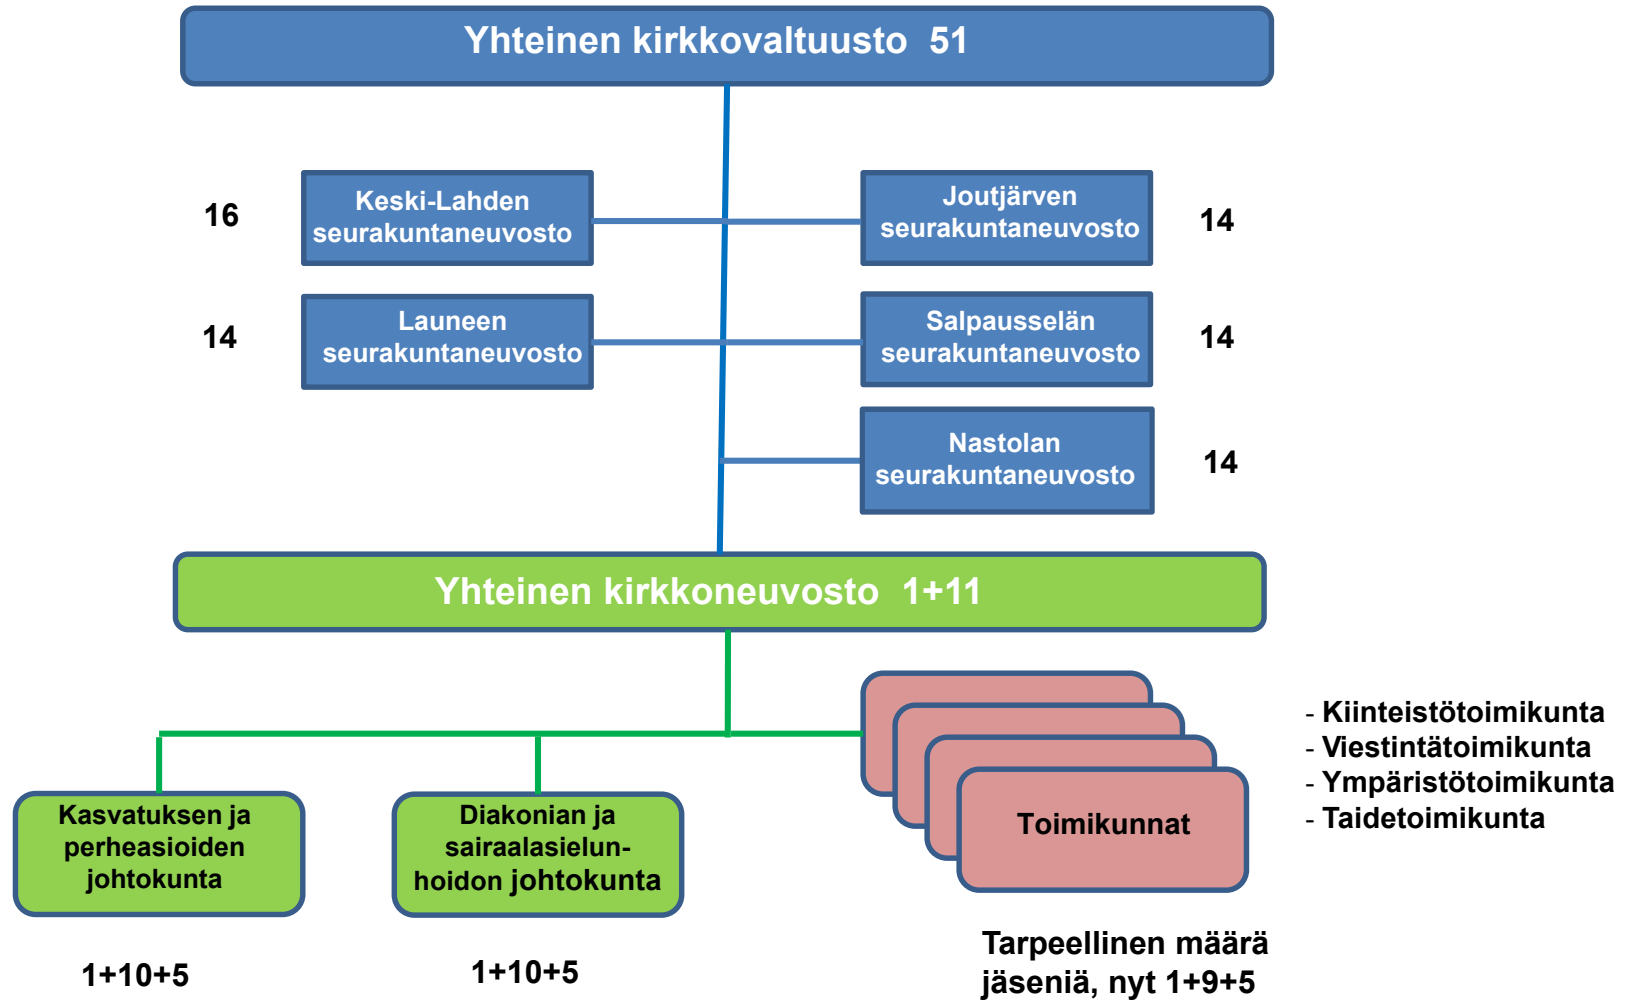 Yhteinen kirkkovaltuusto 51
16
Keski-Lahden
seurakuntaneuvosto
Joutjärven
seurakuntaneuvosto
14
14
Launeen
seurakuntaneuvosto
Salpausselän
seurakuntaneuvosto
14
Nastolan
seurakuntaneuvosto
14
Yhteinen kirkkoneuvosto 1+11
Kasvatuksen ja
perheasioiden
johtokunta
1+10+5
Diakonian ja
sairaalasielun-
hoidon johtokunta
1+10+5
Toimikunnat
Tarpeellinen määrä
jäseniä, nyt 1+9+5
- Kiinteistötoimikunta
- Viestintätoimikunta
- Ympäristötoimikunta
- Taidetoimikunta